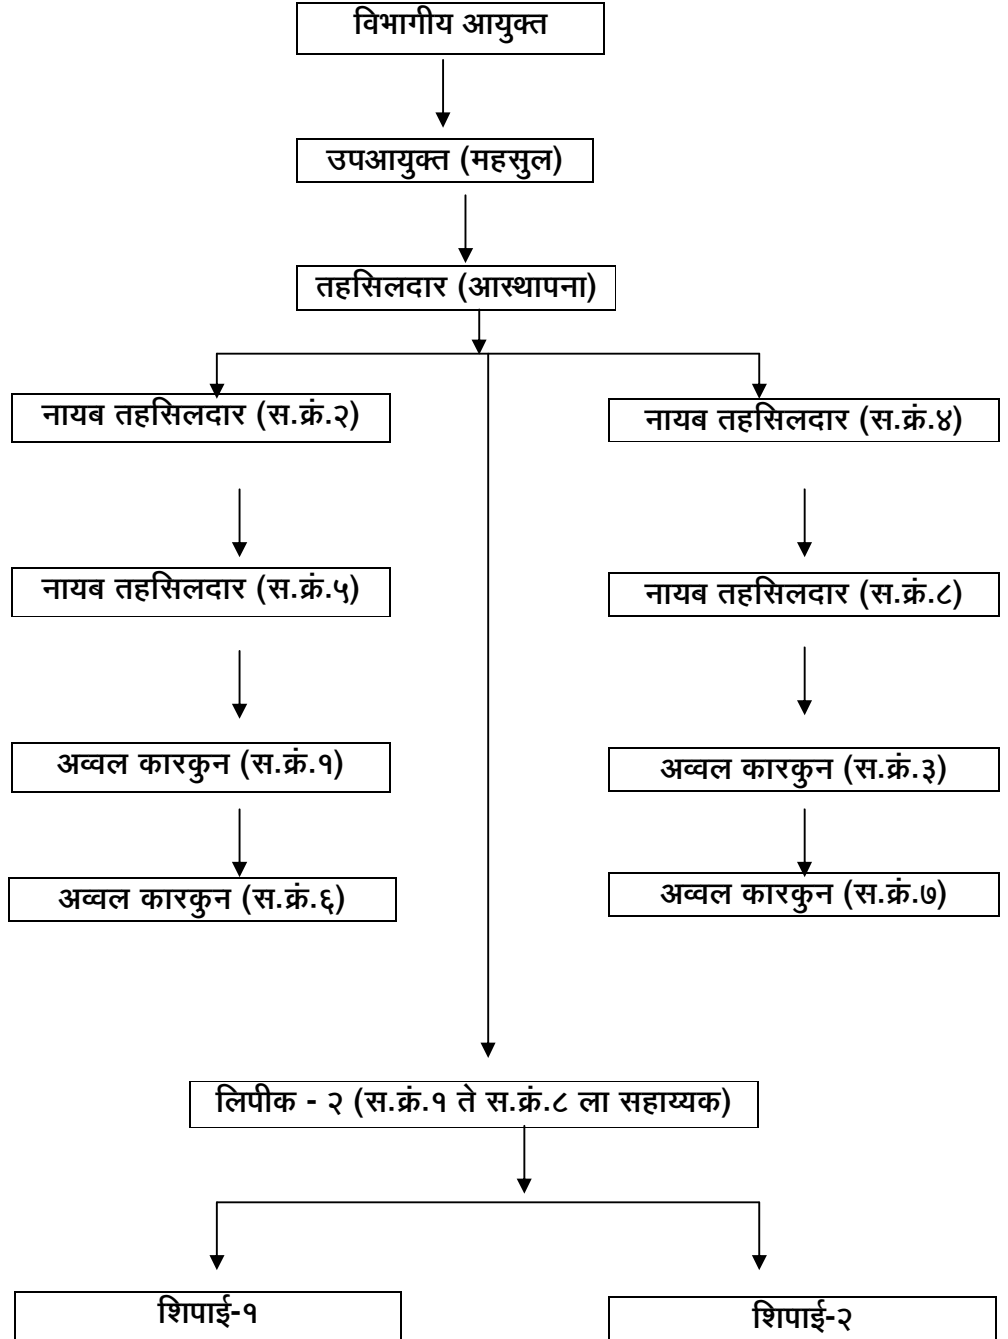 विभागीय आयुक्त
उपआयुक्त (महसुल)
तहसिलदार (आस्थापना)
नायब तहसिलदार (स.क्रं.२)
नायब तहसिलदार (स.क्रं.४)
नायब तहसिलदार (स.क्रं.५)
नायब तहसिलदार (स.क्रं.८)
अव्वल कारकुन (स.क्रं.१)
अव्वल कारकुन (स.क्रं.३)
अव्वल कारकुन (स.क्रं.६)
अव्वल कारकुन (स.क्रं.७)
लिपीक - २ (स.क्रं.१ ते स.क्रं.८ ला सहाय्यक)
शिपाई-१
शिपाई-२